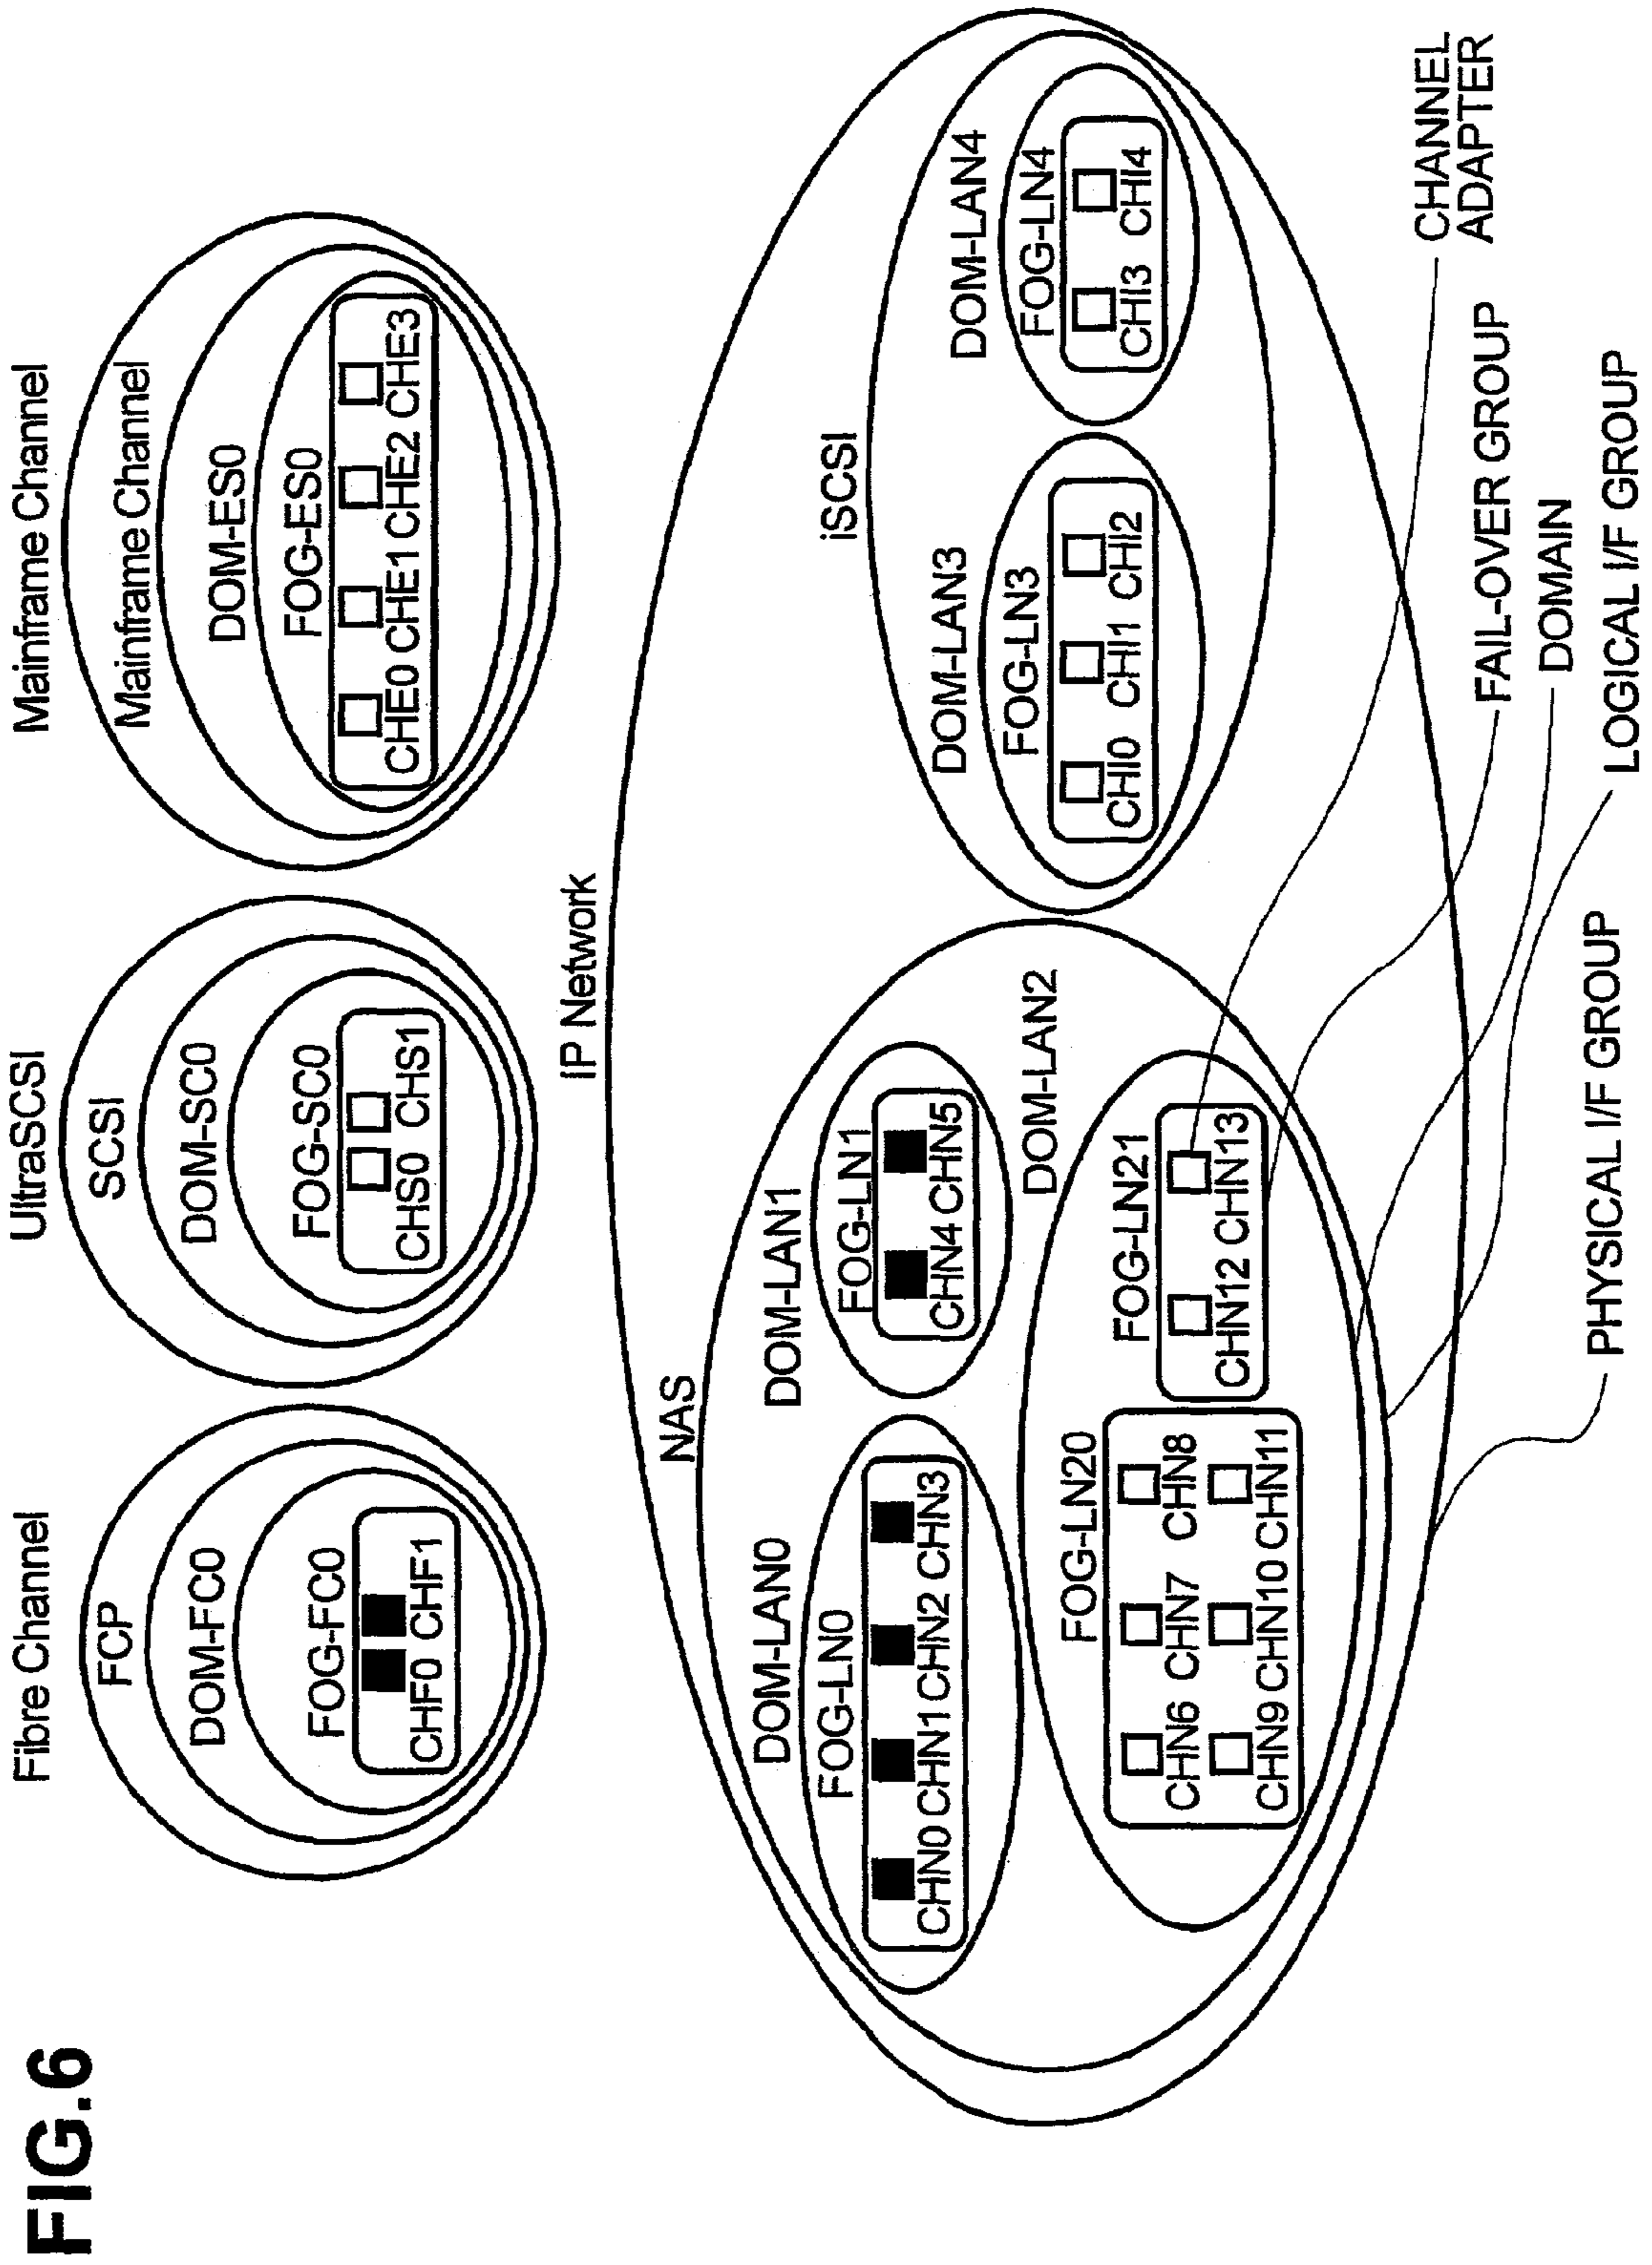 FIG.6
Fibre Channel
FCP
DOM-FC0
FOG-FC0
CHF0 CHF1
UltraSCSI
SCSI
DOM-SC0
FOG-SC0
CHS0 CHS1
Mainframe Channel
Mainframe Channel
DOM-ES0
FOG-ES0
CHE0 CHE1 CHE2 CHE3
IP Network
NAS
DOM-LAN0
FOG-LN0
CHN0 CHN1 CHN2 CHN3
DOM-LAN1
FOG-LN1
CHN4 CHN5
DOM-LAN2
FOG-LN20
CHN6 CHN7 CHN8
CHN9 CHN10 CHN11
FOG-LN21
CHN12 CHN13
iSCSI
DOM-LAN3
FOG-LN3
CHI0 CHI1 CHI2
DOM-LAN4
FOG-LN4
CHI3 CHI4
CHANNEL
ADAPTER
FAIL-OVER GROUP
DOMAIN
LOGICAL I/F GROUP
PHYSICAL I/F GROUP